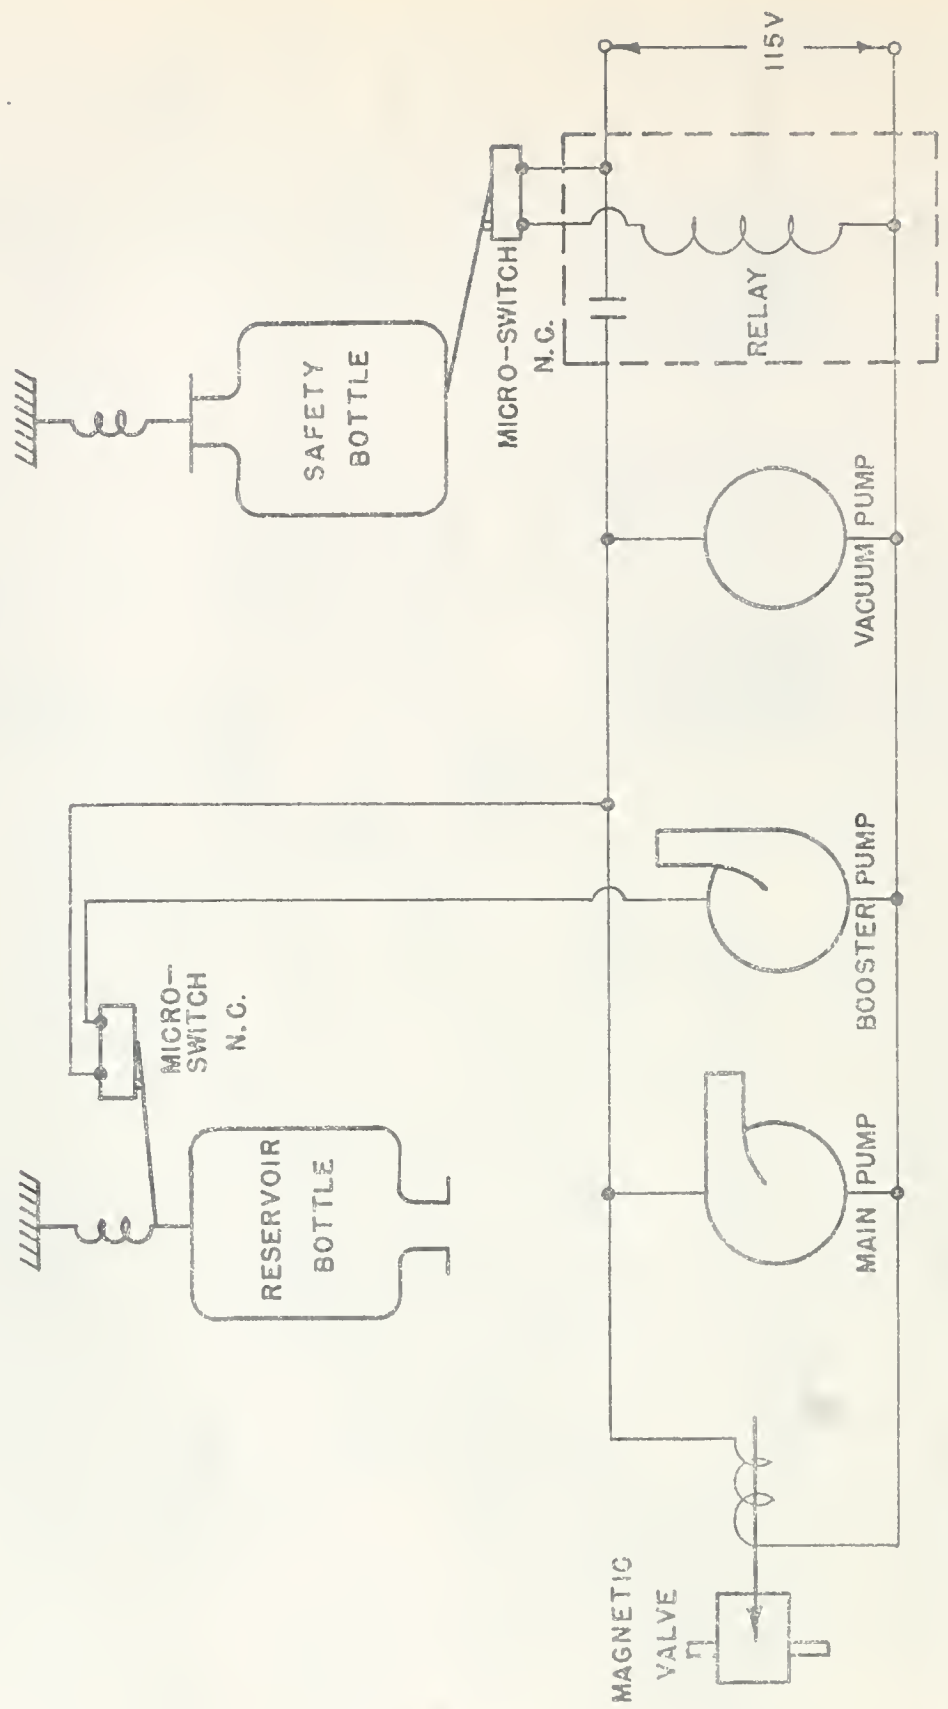 MAGNETIC
VALVE
RESERVOIR
BOTTLE
MICRO-
SWITCH
N.C.
MAIN PUMP
BOOSTER PUMP
SAFETY
BOTTLE
MICRO-SWITCH
N.C.
VACUUM PUMP
RELAY
115V